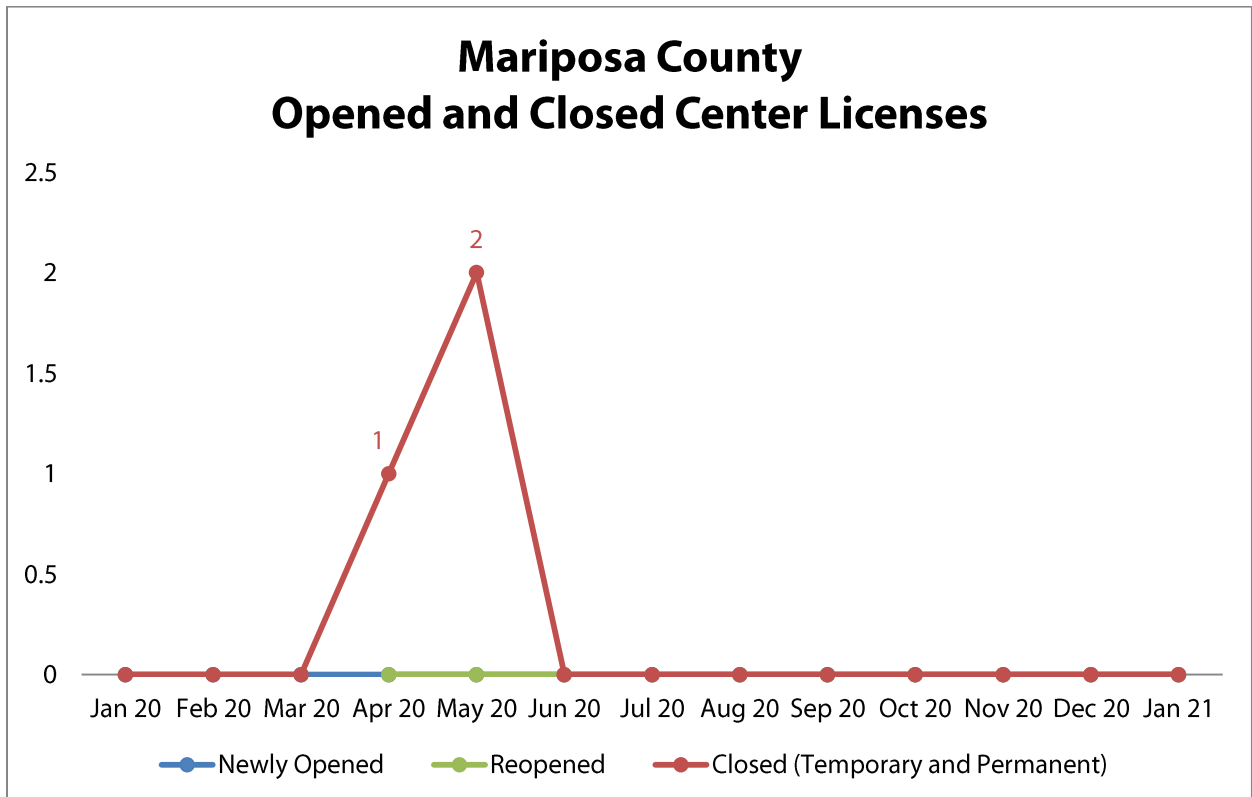 Mariposa County
Opened and Closed Center Licenses
2.5
2
1.5
1
0.5
0
2
1
Jan 20 Feb 20 Mar 20 Apr 20 May 20 Jun 20 Jul 20 Aug 20 Sep 20 Oct 20 Nov 20 Dec 20 Jan 21
Newly Opened Reopened Closed (Temporary and Permanent)